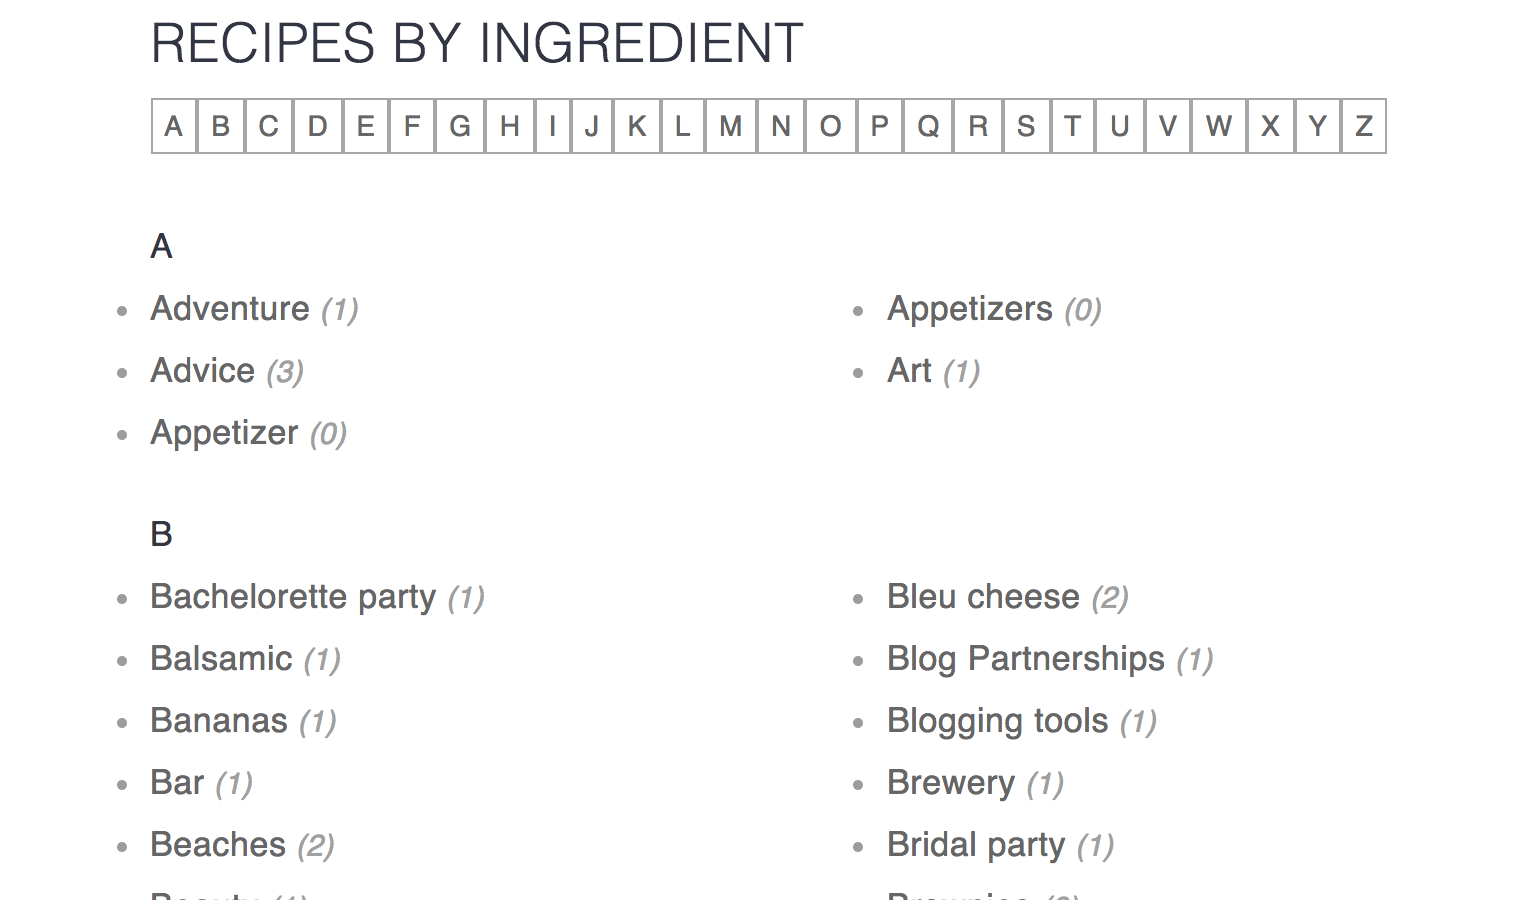 RECIPES BY INGREDIENT
A B C D E F G H I J K L M N O P Q R S T U V W X Y Z
A
Adventure (1)
Advice (3)
Appetizer (0)
Appetizers (0)
Art (1)
B
Bachelorette party (1)
Balsamic (1)
Bananas (1)
Bar (1)
Beaches (2)
Bleu cheese (2)
Blog Partnerships (1)
Blogging tools (1)
Brewery (1)
Bridal party (1)